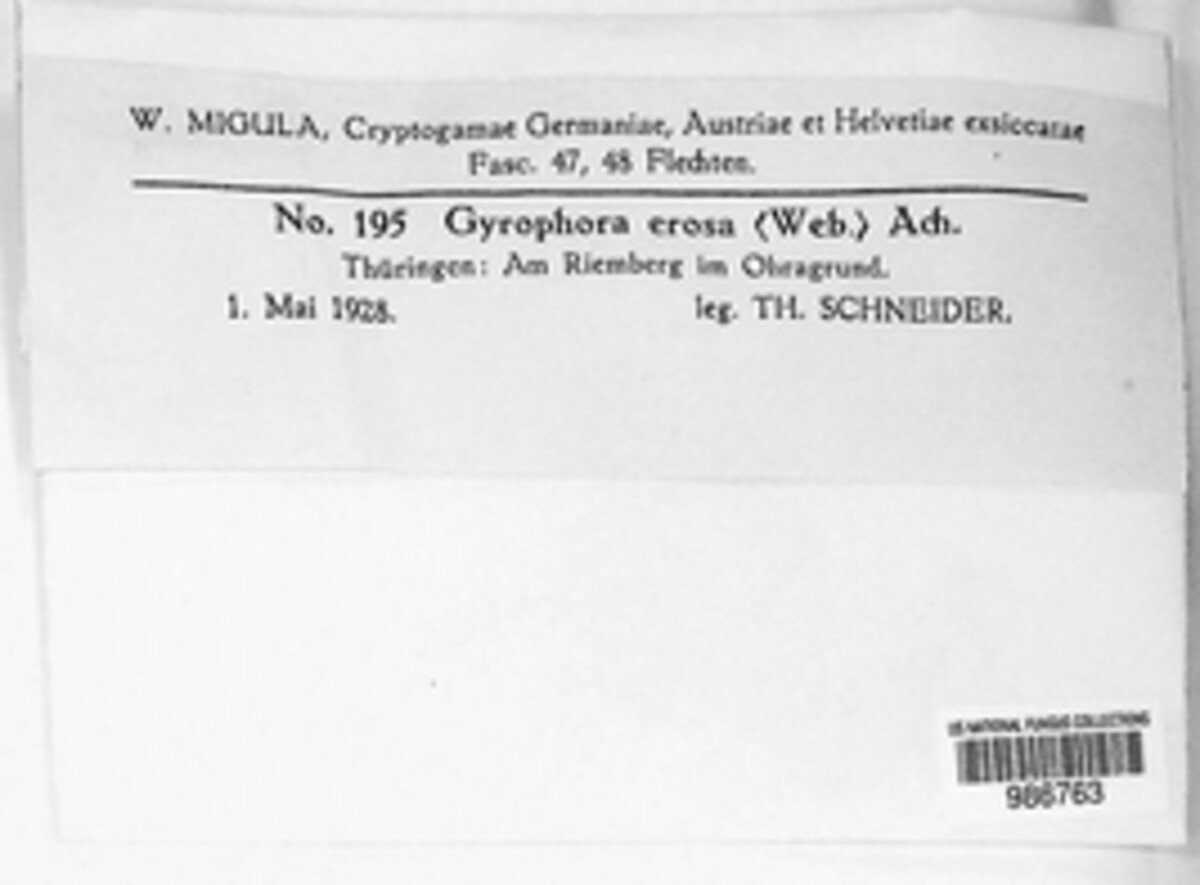 W. MIGULA, Cryptogamae Germaniae, Austriae et Helvetiae exsiccatae
Fasc. 47, 48 Flechten.
No. 195 Gyrophora erosa (Web.) Ach.
Thüringen: Am Riemberg im Ohragrund.
1. Mai 1928. leg. TH. SCHNEIDER.
US NATIONAL FUNGUS COLLECTIONS
986763